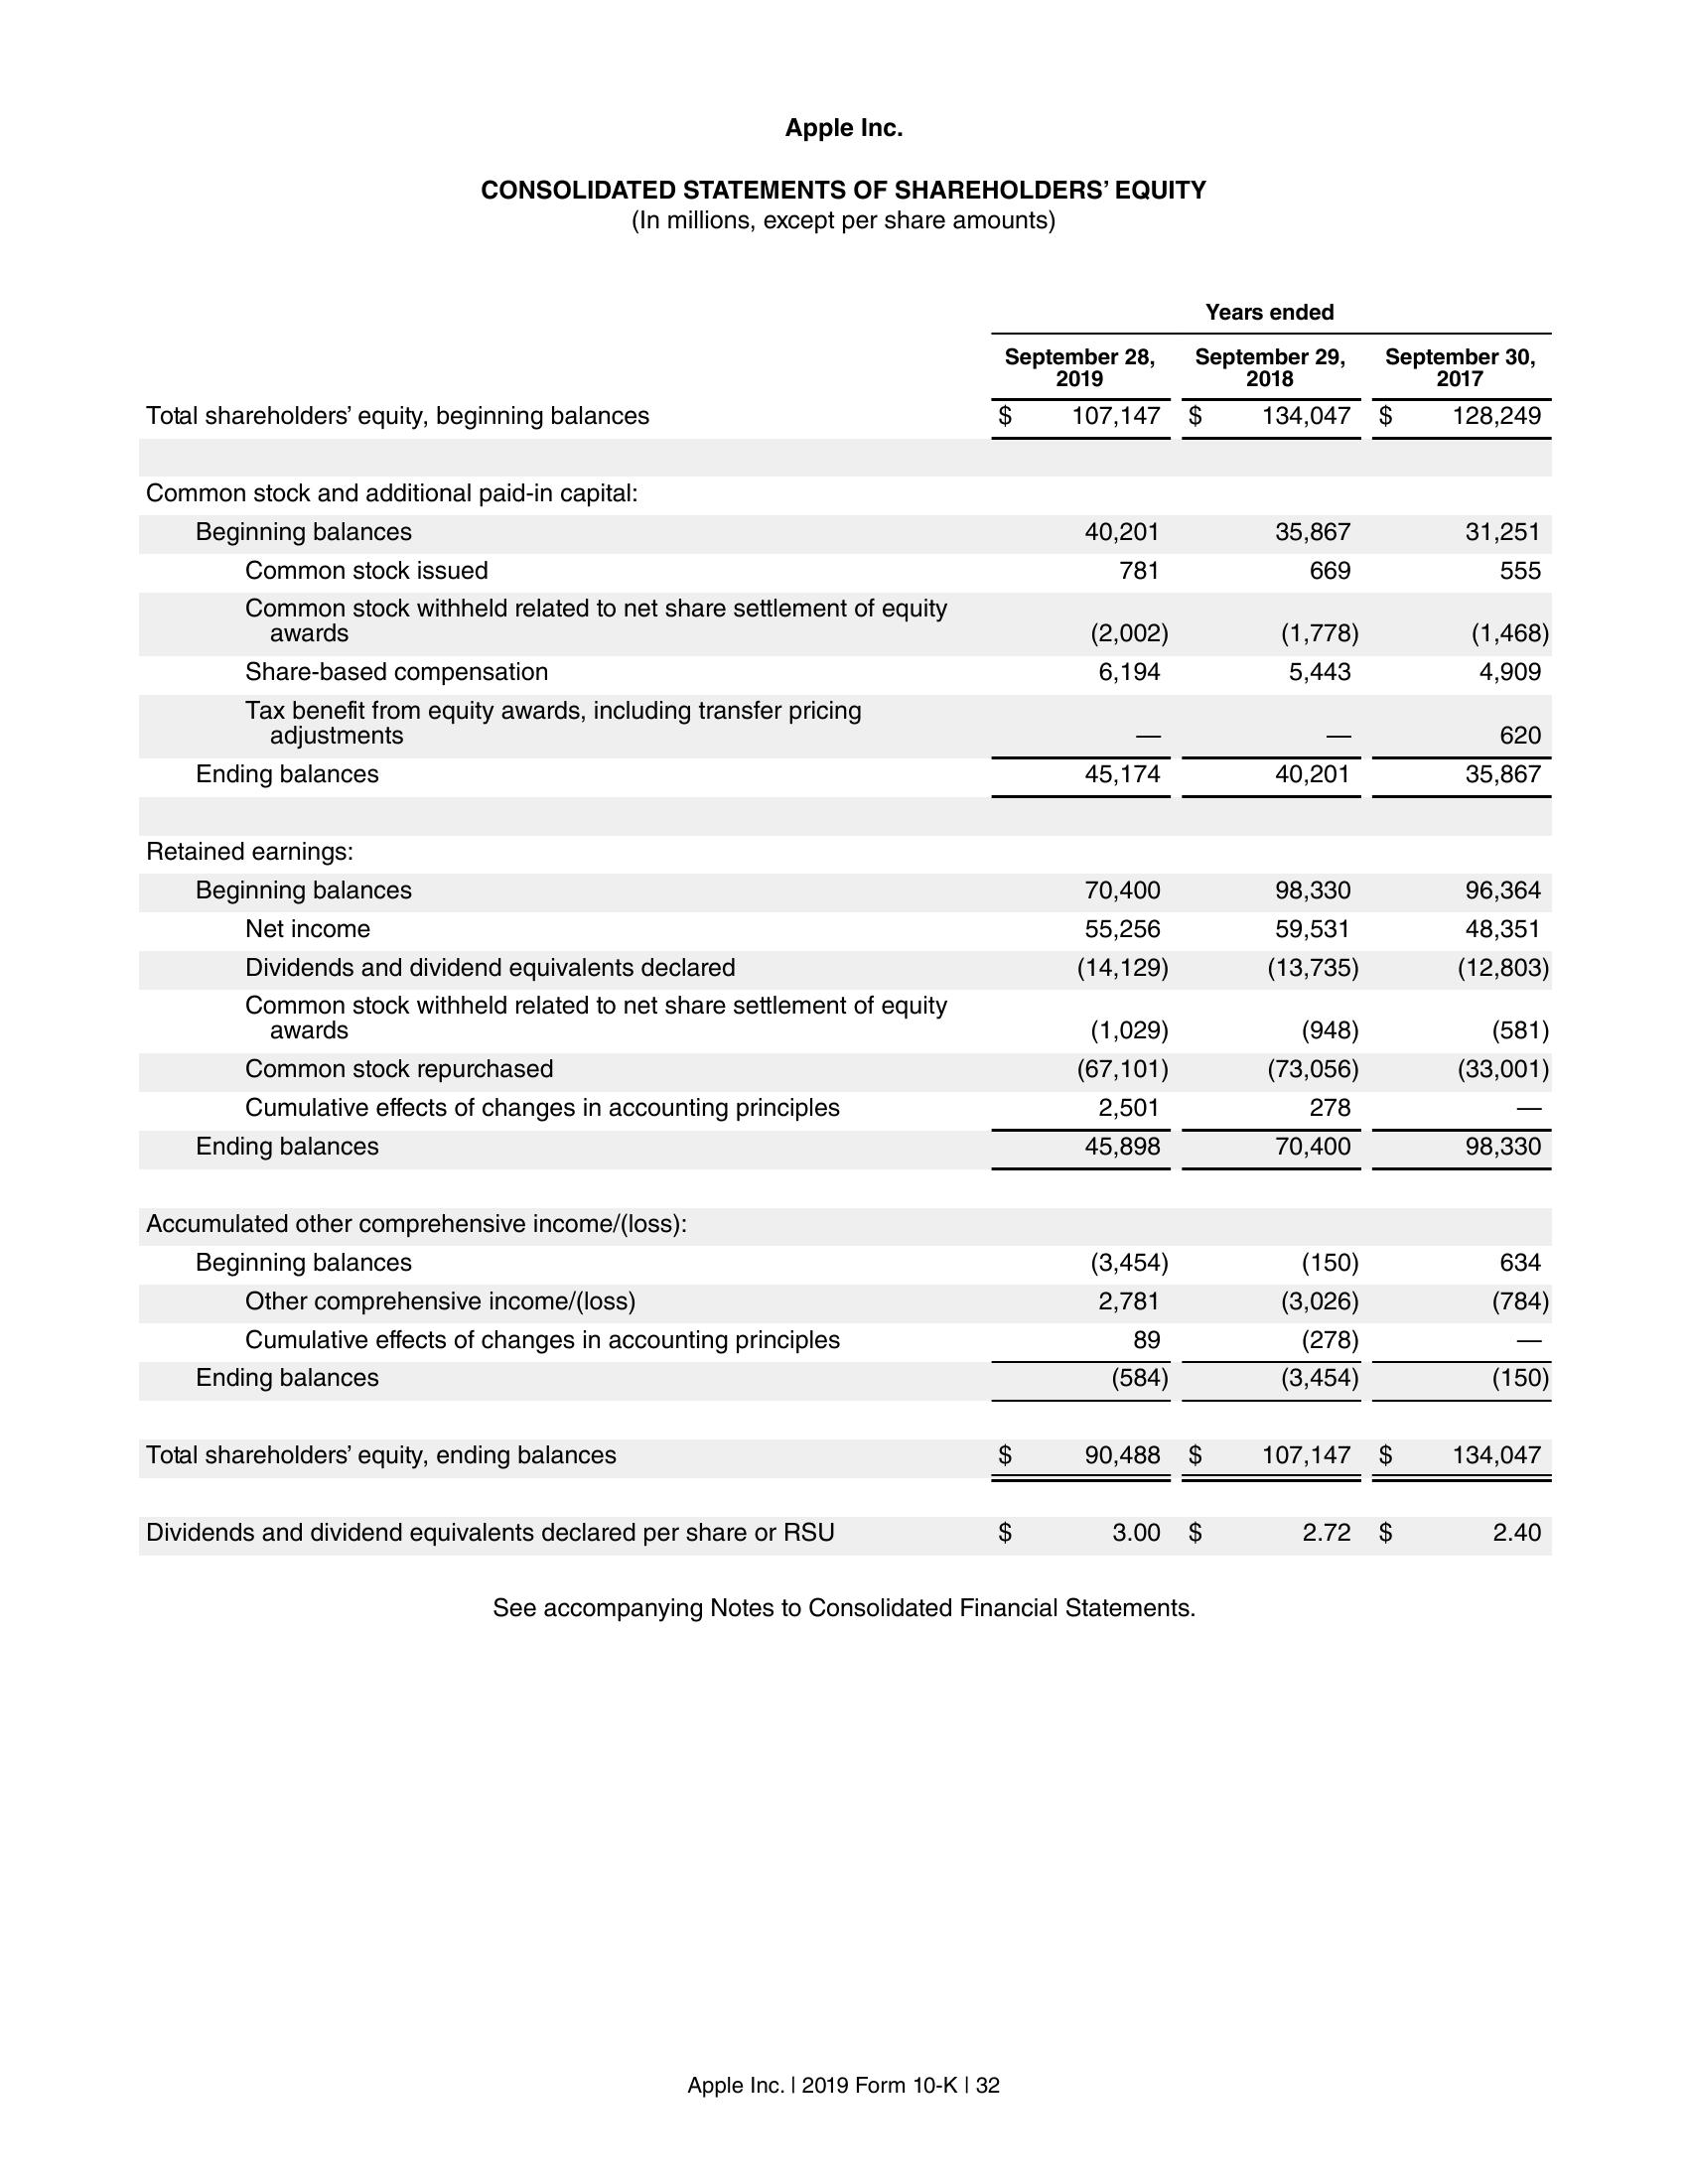 Apple Inc.
CONSOLIDATED STATEMENTS OF SHAREHOLDERS’ EQUITY
(In millions, except per share amounts)
Years ended
September 28, 2019 September 29, 2018 September 30, 2017
Total shareholders’ equity, beginning balances $ 107,147 $ 134,047 $ 128,249
Common stock and additional paid-in capital:
Beginning balances 40,201 35,867 31,251
Common stock issued 781 669 555
Common stock withheld related to net share settlement of equity
awards (2,002) (1,778) (1,468)
Share-based compensation 6,194 5,443 4,909
Tax benefit from equity awards, including transfer pricing
adjustments — — 620
Ending balances 45,174 40,201 35,867
Retained earnings:
Beginning balances 70,400 98,330 96,364
Net income 55,256 59,531 48,351
Dividends and dividend equivalents declared (14,129) (13,735) (12,803)
Common stock withheld related to net share settlement of equity
awards (1,029) (948) (581)
Common stock repurchased (67,101) (73,056) (33,001)
Cumulative effects of changes in accounting principles 2,501 278 —
Ending balances 45,898 70,400 98,330
Accumulated other comprehensive income/(loss):
Beginning balances (3,454) (150) 634
Other comprehensive income/(loss) 2,781 (3,026) (784)
Cumulative effects of changes in accounting principles 89 (278) —
Ending balances (584) (3,454) (150)
Total shareholders’ equity, ending balances $ 90,488 $ 107,147 $ 134,047
Dividends and dividend equivalents declared per share or RSU $ 3.00 $ 2.72 $ 2.40
See accompanying Notes to Consolidated Financial Statements.
Apple Inc. | 2019 Form 10-K | 32